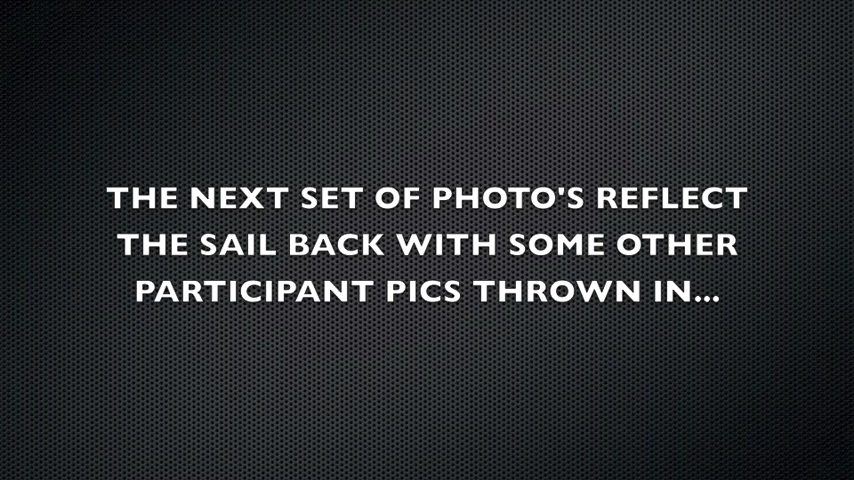 THE NEXT SET OF PHOTO'S REFLECT
THE SAIL BACK WITH SOME OTHER
PARTICIPANT PICS THROWN IN...